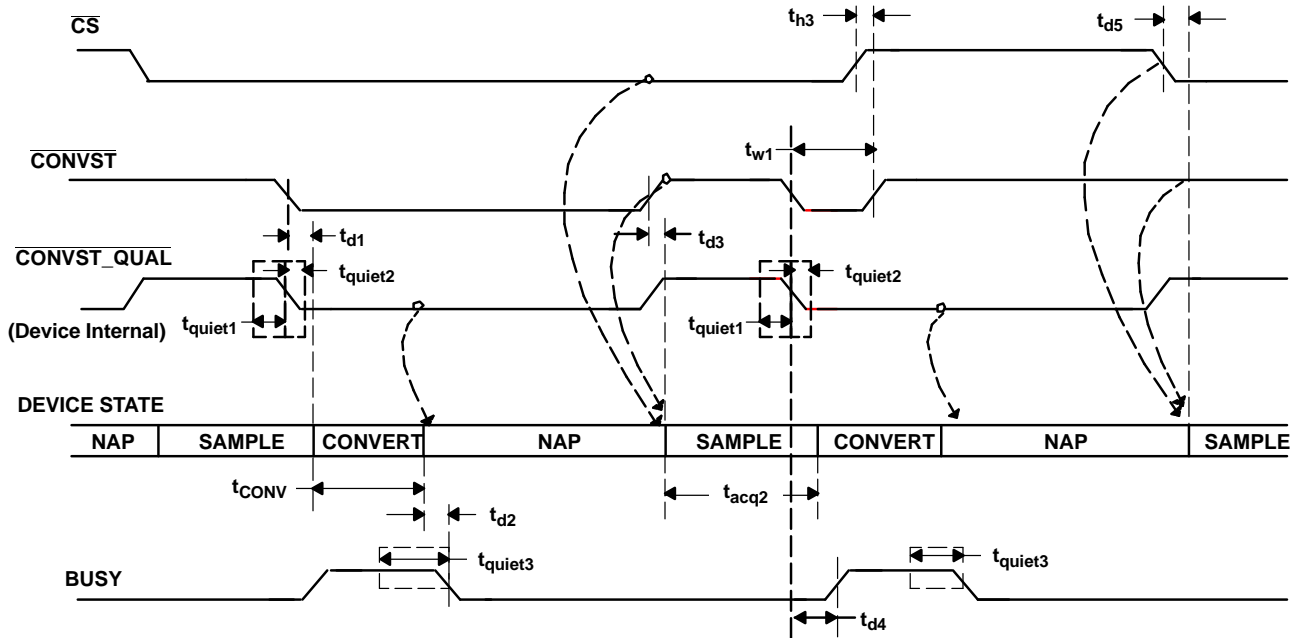 CS
t_h3
t_d5
CONVST
t_w1
t_d1
t_d3
CONVST_QUAL
t_quiet2
t_quiet2
t_quiet1
t_quiet1
(Device Internal)
DEVICE STATE
NAP SAMPLE CONVERT NAP SAMPLE CONVERT NAP SAMPLE
t_CONV
t_acq2
t_d2
t_quiet3
t_quiet3
BUSY
t_d4